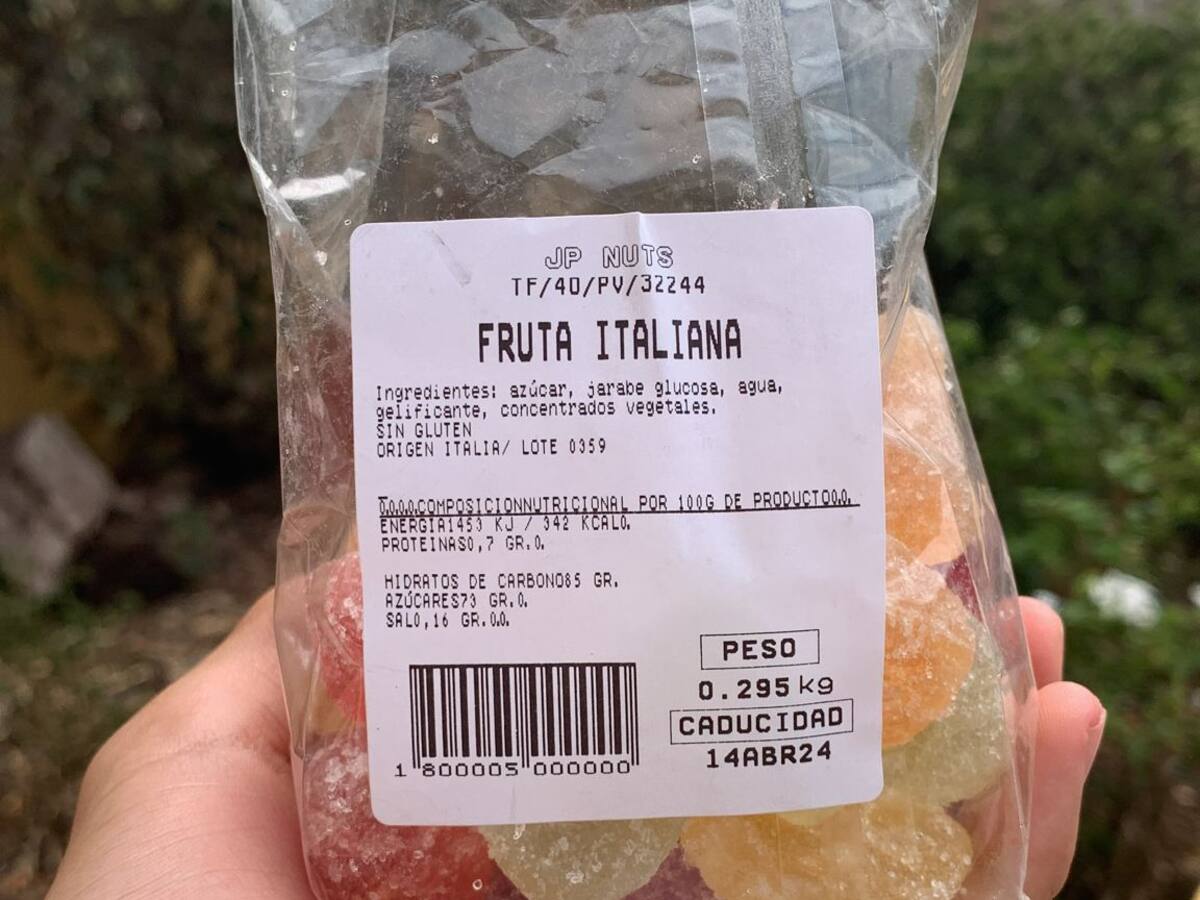 JP NUTS
TF/40/PV/32244
FRUTA ITALIANA
Ingredientes: azúcar, jarabe glucosa, agua,
gelificante, concentrados vegetales.
SIN GLUTEN
ORIGEN ITALIA/ LOTE 0359
0.0.0.0.COMPOSICIONNUTRICIONAL POR 100G DE PRODUCTO0.0.
ENERGIA1453 KJ / 342 KCAL0.
PROTEINAS0,7 GR.0.
HIDRATOS DE CARBONO85 GR.
AZÚCARES73 GR.0.
SAL0,16 GR.0.0.
PESO
0.295 kg
CADUCIDAD
14ABR24
1 800005 000000